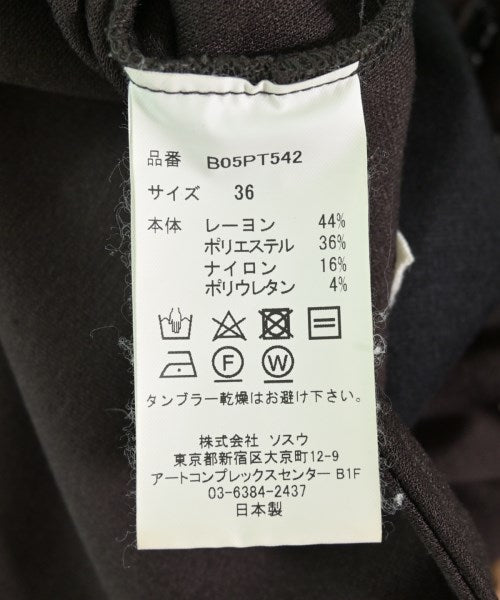 品番 B05PT542
サイズ 36
本体 レーヨン 44%
ポリエステル 36%
ナイロン 16%
ポリウレタン 4%
F W
タンブラー乾燥はお避け下さい。
株式会社 ソスウ
東京都新宿区大京町12-9
アートコンプレックスセンター B1F
03-6384-2437
日本製